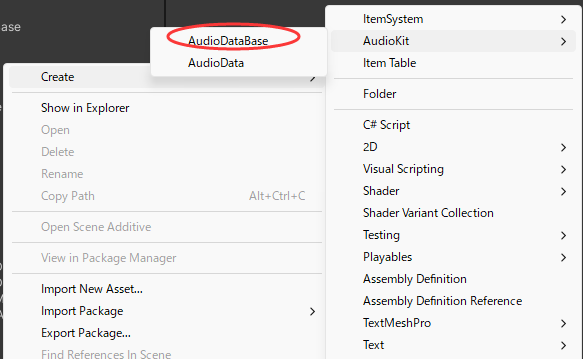 ase
AudioDataBase
AudioData
Create
Show in Explorer
Open
Delete
Rename
Copy Path Alt+Ctrl+C
Open Scene Additive
View in Package Manager
Import New Asset...
Import Package
Export Package...
Find References In Scene
ItemSystem
AudioKit
Item Table
Folder
C# Script
2D
Visual Scripting
Shader
Shader Variant Collection
Testing
Playables
Assembly Definition
Assembly Definition Reference
TextMeshPro
Text